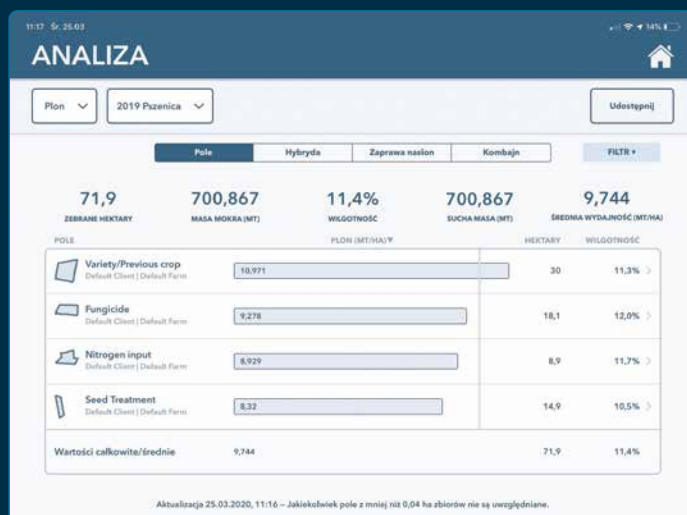 11:17 Śr. 25.03
14%
ANALIZA
Plon
2019 Pszenica
Udostępnij
Pole Hybryda Zaprawa nasion Kombajn FILTR
71,9 700,867 11,4% 700,867 9,744
ZEBRANE HEKTARY MASA MOKRA (MT) WILGOTNOŚĆ SUCHA MASA (MT) ŚREDNIA WYDAJNOŚĆ (MT/HA)
POLE PLON (MT/HA)▼ HEKTARY WILGOTNOŚĆ
Variety/Previous crop
Default Client | Default Farm
10,971 30 11,3%
Fungicide
Default Client | Default Farm
9,278 18,1 12,0%
Nitrogen input
Default Client | Default Farm
8,929 8,9 11,7%
Seed Treatment
Default Client | Default Farm
8,32 14,9 10,5%
Wartości całkowite/średnie 9,744 71,9 11,4%
Aktualizacja 25.03.2020, 11:16 – Jakiekolwiek pole z mniej niż 0,04 ha zbiorów nie są uwzględniane.